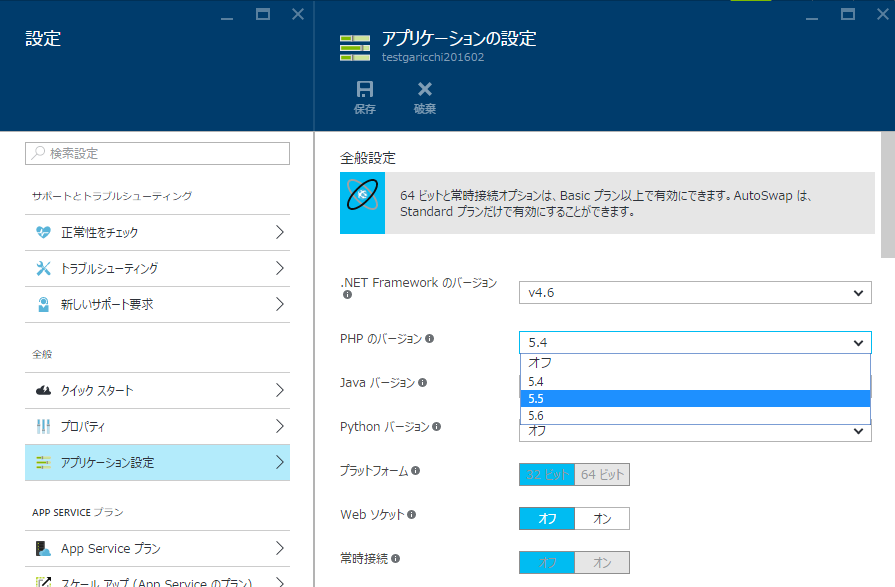 設定
検索設定
サポートとトラブルシューティング
正常性をチェック
トラブルシューティング
新しいサポート要求
全般
クイック スタート
プロパティ
アプリケーション設定
APP SERVICE プラン
App Service プラン
スケール アップ (App Service のプラン)
アプリケーションの設定
testgaricchi201602
保存
破棄
全般設定
64 ビットと常時接続オプションは、Basic プラン以上で有効にできます。AutoSwap は、
Standard プランだけで有効にすることができます。
.NET Framework のバージョン
v4.6
PHP のバージョン
5.4
オフ
5.4
5.5
5.6
Java バージョン
Python バージョン
オフ
プラットフォーム
32 ビット 64 ビット
Web ソケット
オフ オン
常時接続
オフ オン